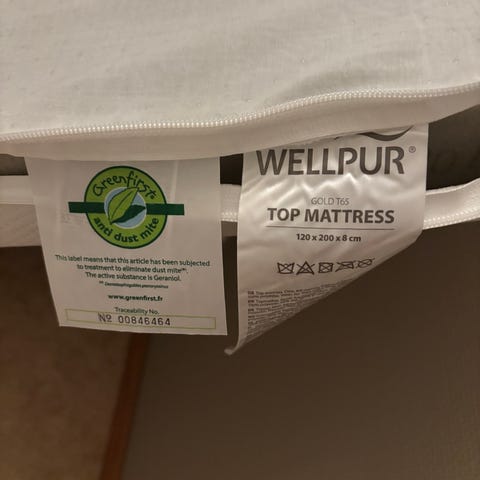 Greenfirst®
anti dust mite
This label means that this article has been subjected
to treatment to eliminate dust mite(*).
The active substance is Geraniol.
(*) Dermatophagoides pteronyssinus
www.greenfirst.fr
Traceability No.
Nº 00846464
WELLPUR®
GOLD T65
TOP MATTRESS
120 x 200 x 8 cm